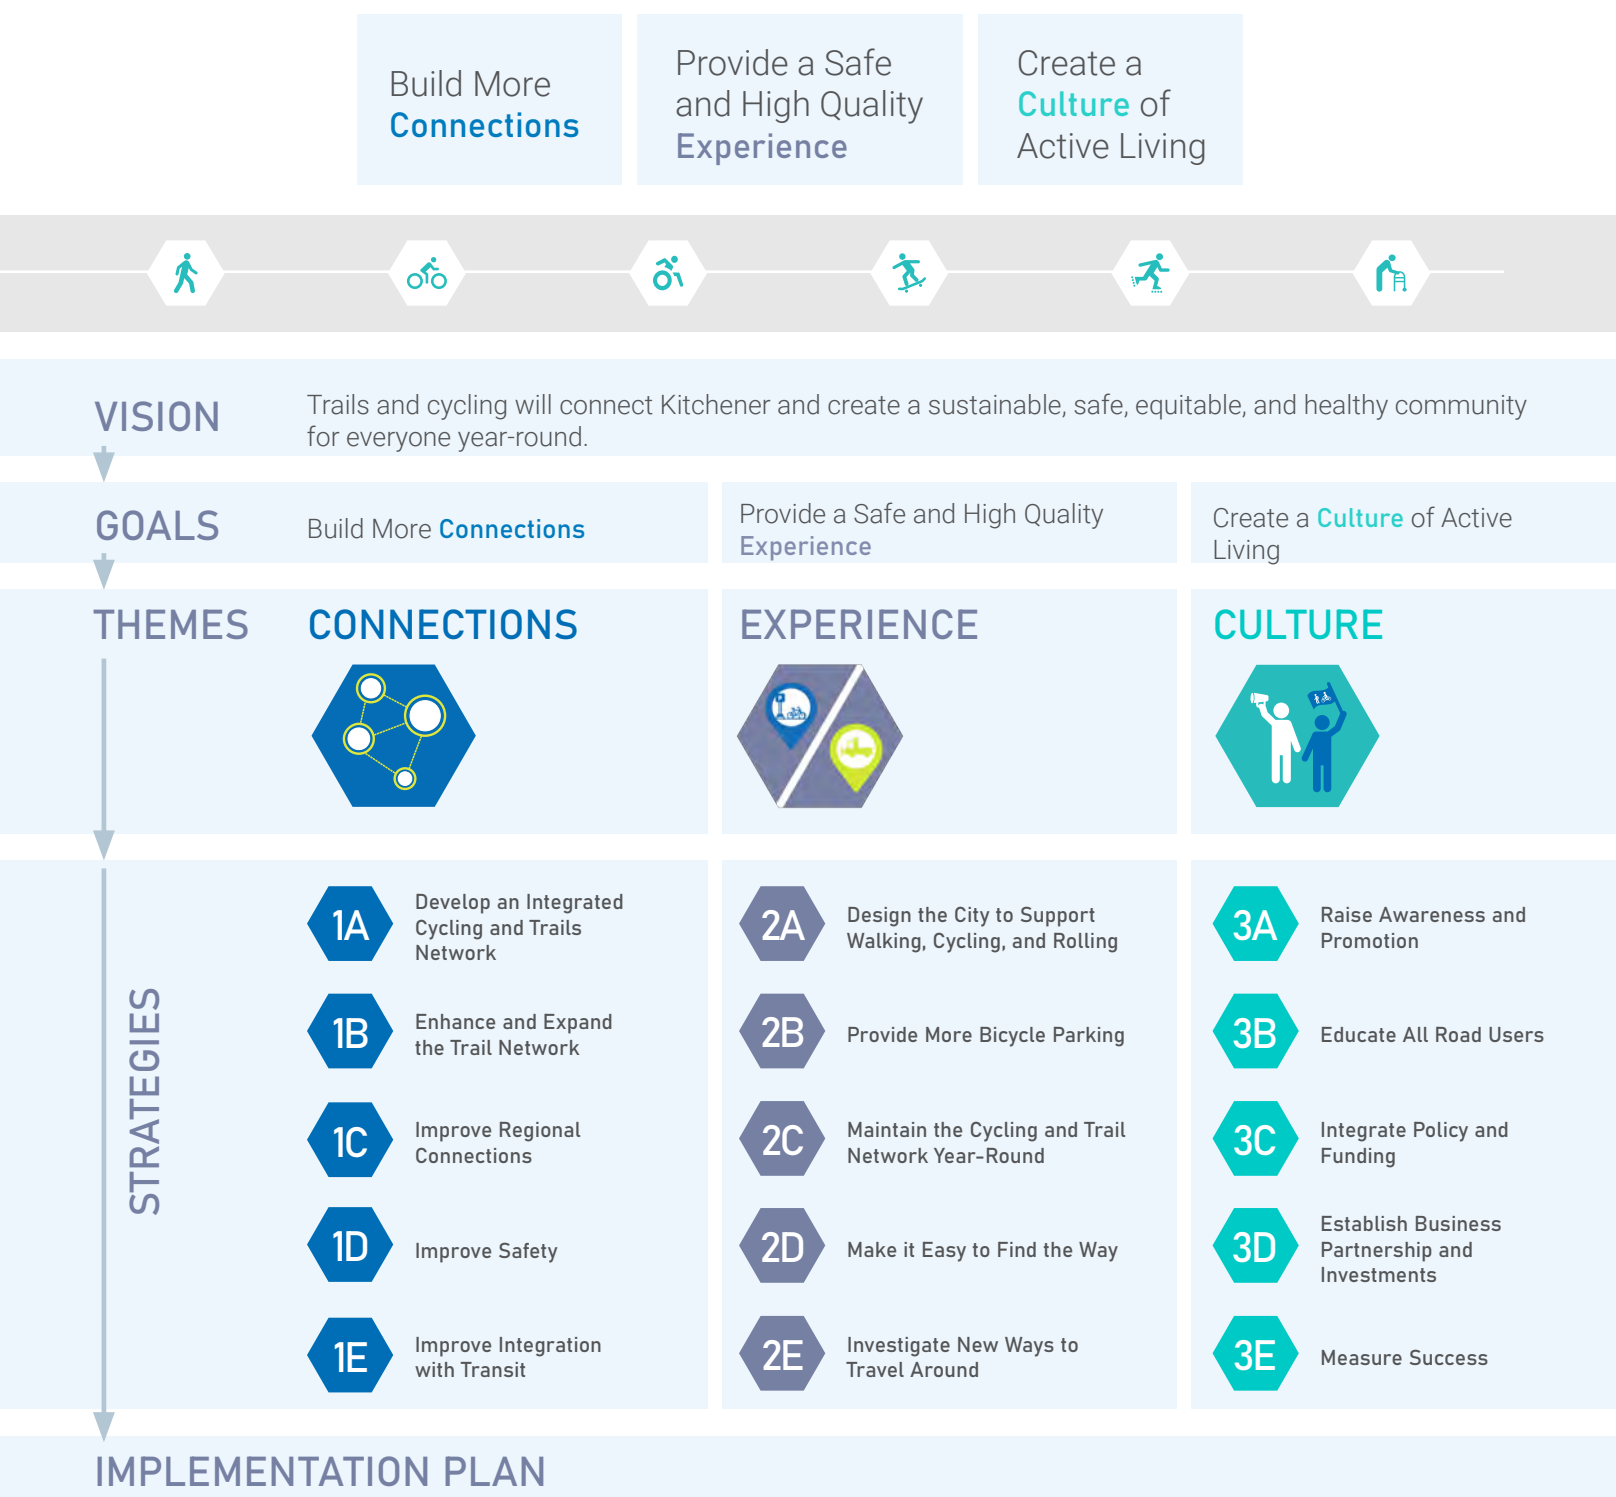 Build More
Connections
Provide a Safe
and High Quality
Experience
Create a
Culture of
Active Living
VISION
Trails and cycling will connect Kitchener and create a sustainable, safe, equitable, and healthy community
for everyone year-round.
GOALS
Build More Connections
Provide a Safe and High Quality
Experience
Create a Culture of Active
Living
THEMES
CONNECTIONS
EXPERIENCE
CULTURE
STRATEGIES
1A
Develop an Integrated
Cycling and Trails
Network
1B
Enhance and Expand
the Trail Network
1C
Improve Regional
Connections
1D
Improve Safety
1E
Improve Integration
with Transit
2A
Design the City to Support
Walking, Cycling, and Rolling
2B
Provide More Bicycle Parking
2C
Maintain the Cycling and Trail
Network Year-Round
2D
Make it Easy to Find the Way
2E
Investigate New Ways to
Travel Around
3A
Raise Awareness and
Promotion
3B
Educate All Road Users
3C
Integrate Policy and
Funding
3D
Establish Business
Partnership and
Investments
3E
Measure Success
IMPLEMENTATION PLAN